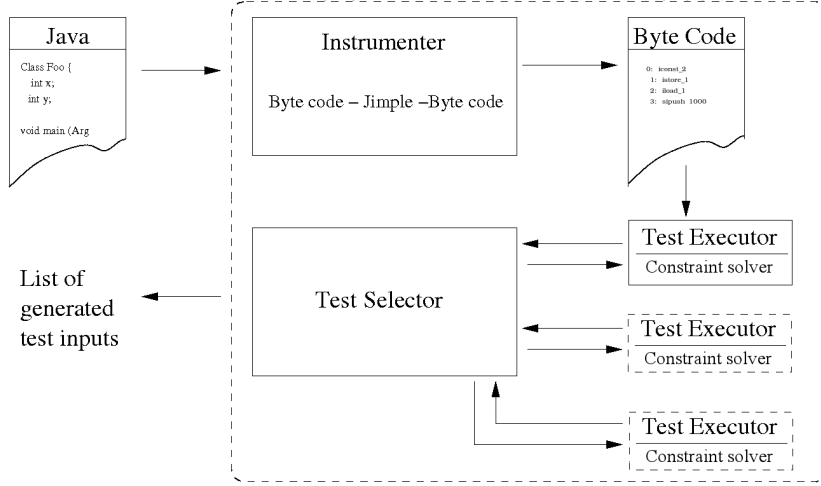 Java
Class Foo {
int x;
int y;
void main (Arg
Instrumenter
Byte code – Jimple –Byte code
Byte Code
0: iconst_2
1: istore_1
2: iload_1
3: sipush 1000
Test Selector
Test Executor
Constraint solver
Test Executor
Constraint solver
Test Executor
Constraint solver
List of
generated
test inputs